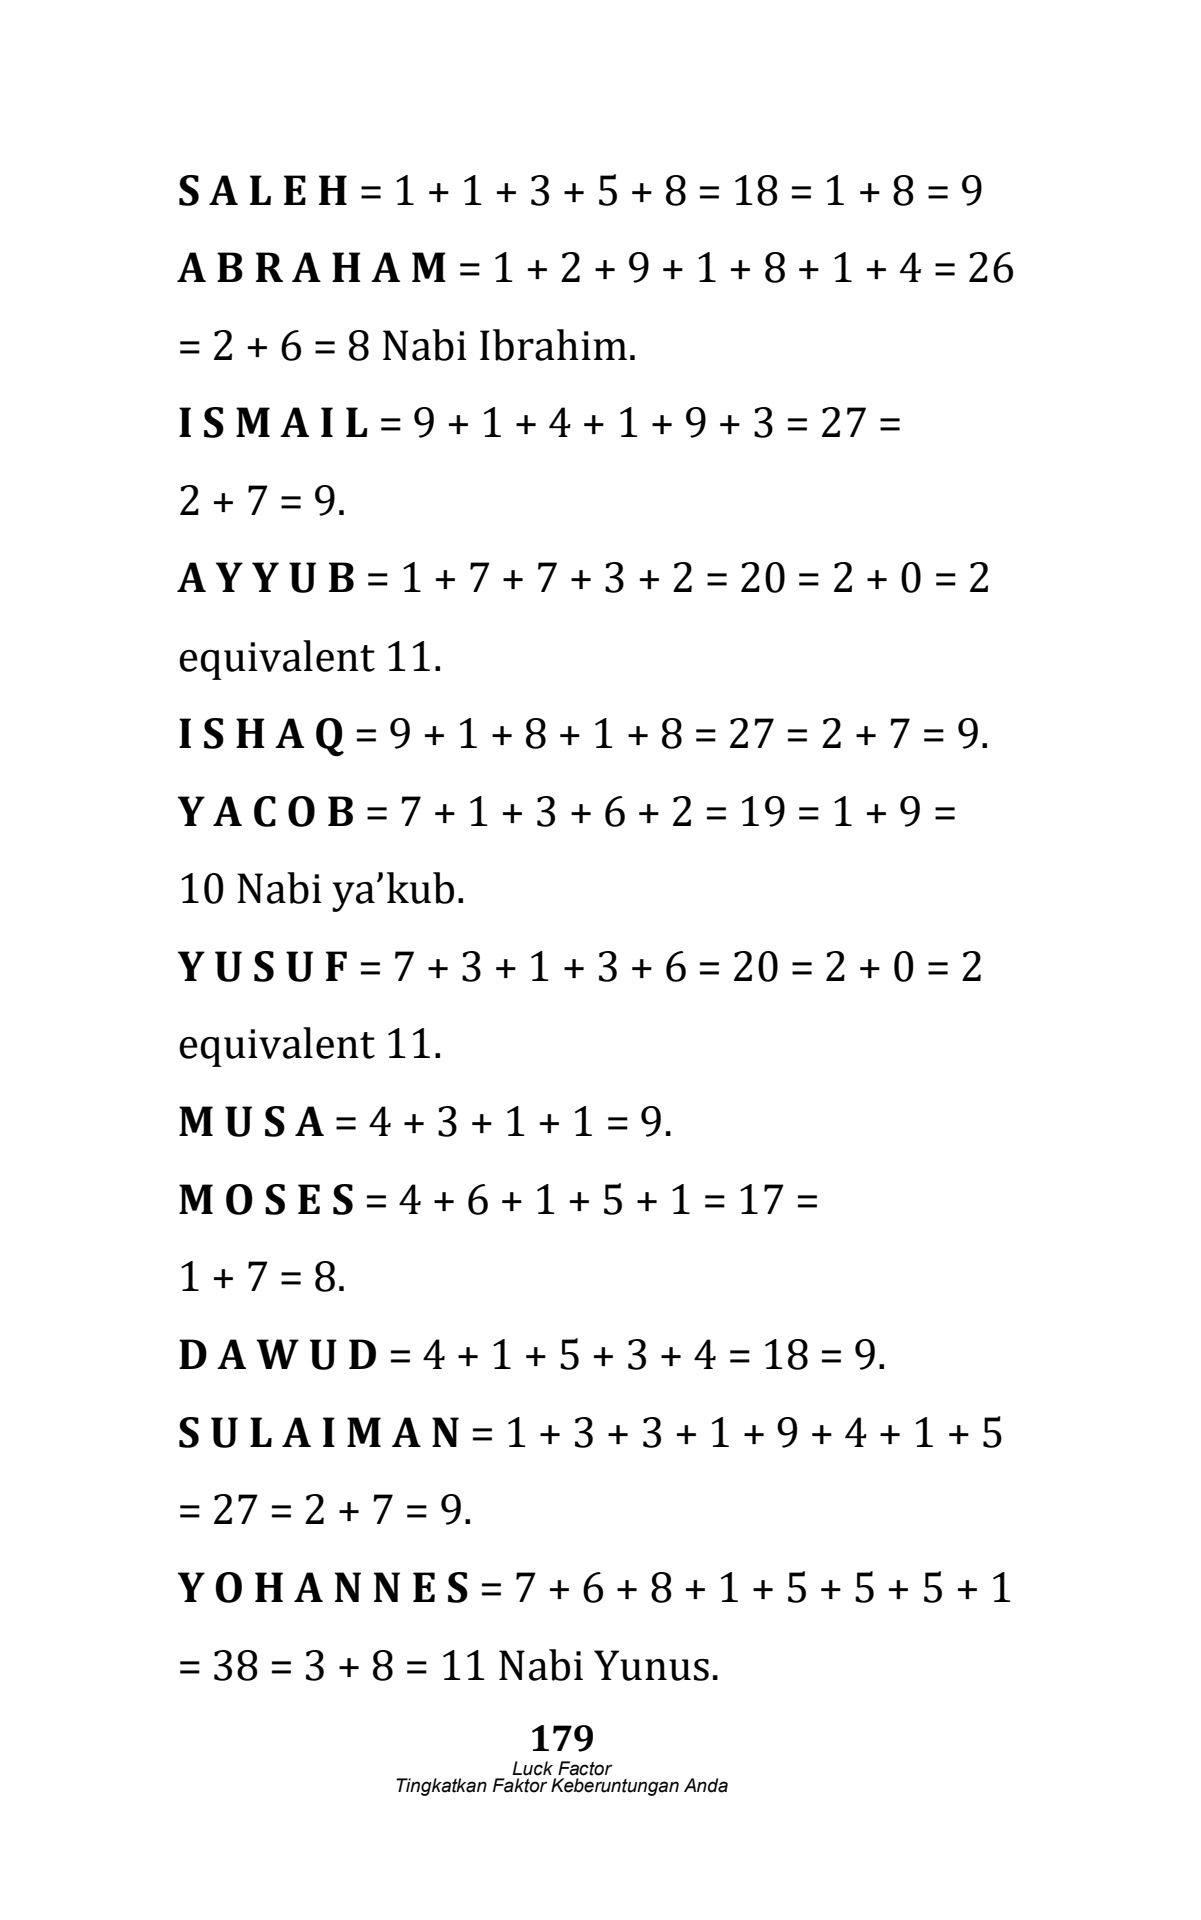 S A L E H = 1 + 1 + 3 + 5 + 8 = 18 = 1 + 8 = 9
A B R A H A M = 1 + 2 + 9 + 1 + 8 + 1 + 4 = 26
= 2 + 6 = 8 Nabi Ibrahim.
I S M A I L = 9 + 1 + 4 + 1 + 9 + 3 = 27 =
2 + 7 = 9.
A Y Y U B = 1 + 7 + 7 + 3 + 2 = 20 = 2 + 0 = 2
equivalent 11.
I S H A Q = 9 + 1 + 8 + 1 + 8 = 27 = 2 + 7 = 9.
Y A C O B = 7 + 1 + 3 + 6 + 2 = 19 = 1 + 9 =
10 Nabi ya’kub.
Y U S U F = 7 + 3 + 1 + 3 + 6 = 20 = 2 + 0 = 2
equivalent 11.
M U S A = 4 + 3 + 1 + 1 = 9.
M O S E S = 4 + 6 + 1 + 5 + 1 = 17 =
1 + 7 = 8.
D A W U D = 4 + 1 + 5 + 3 + 4 = 18 = 9.
S U L A I M A N = 1 + 3 + 3 + 1 + 9 + 4 + 1 + 5
= 27 = 2 + 7 = 9.
Y O H A N N E S = 7 + 6 + 8 + 1 + 5 + 5 + 5 + 1
= 38 = 3 + 8 = 11 Nabi Yunus.
179
Luck Factor
Tingkatkan Faktor Keberuntungan Anda